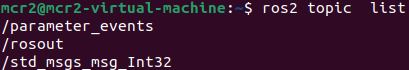 mcr2@mcr2-virtual-machine:~$ ros2 topic  list
/parameter_events
/rosout
/std_msgs_msg_Int32